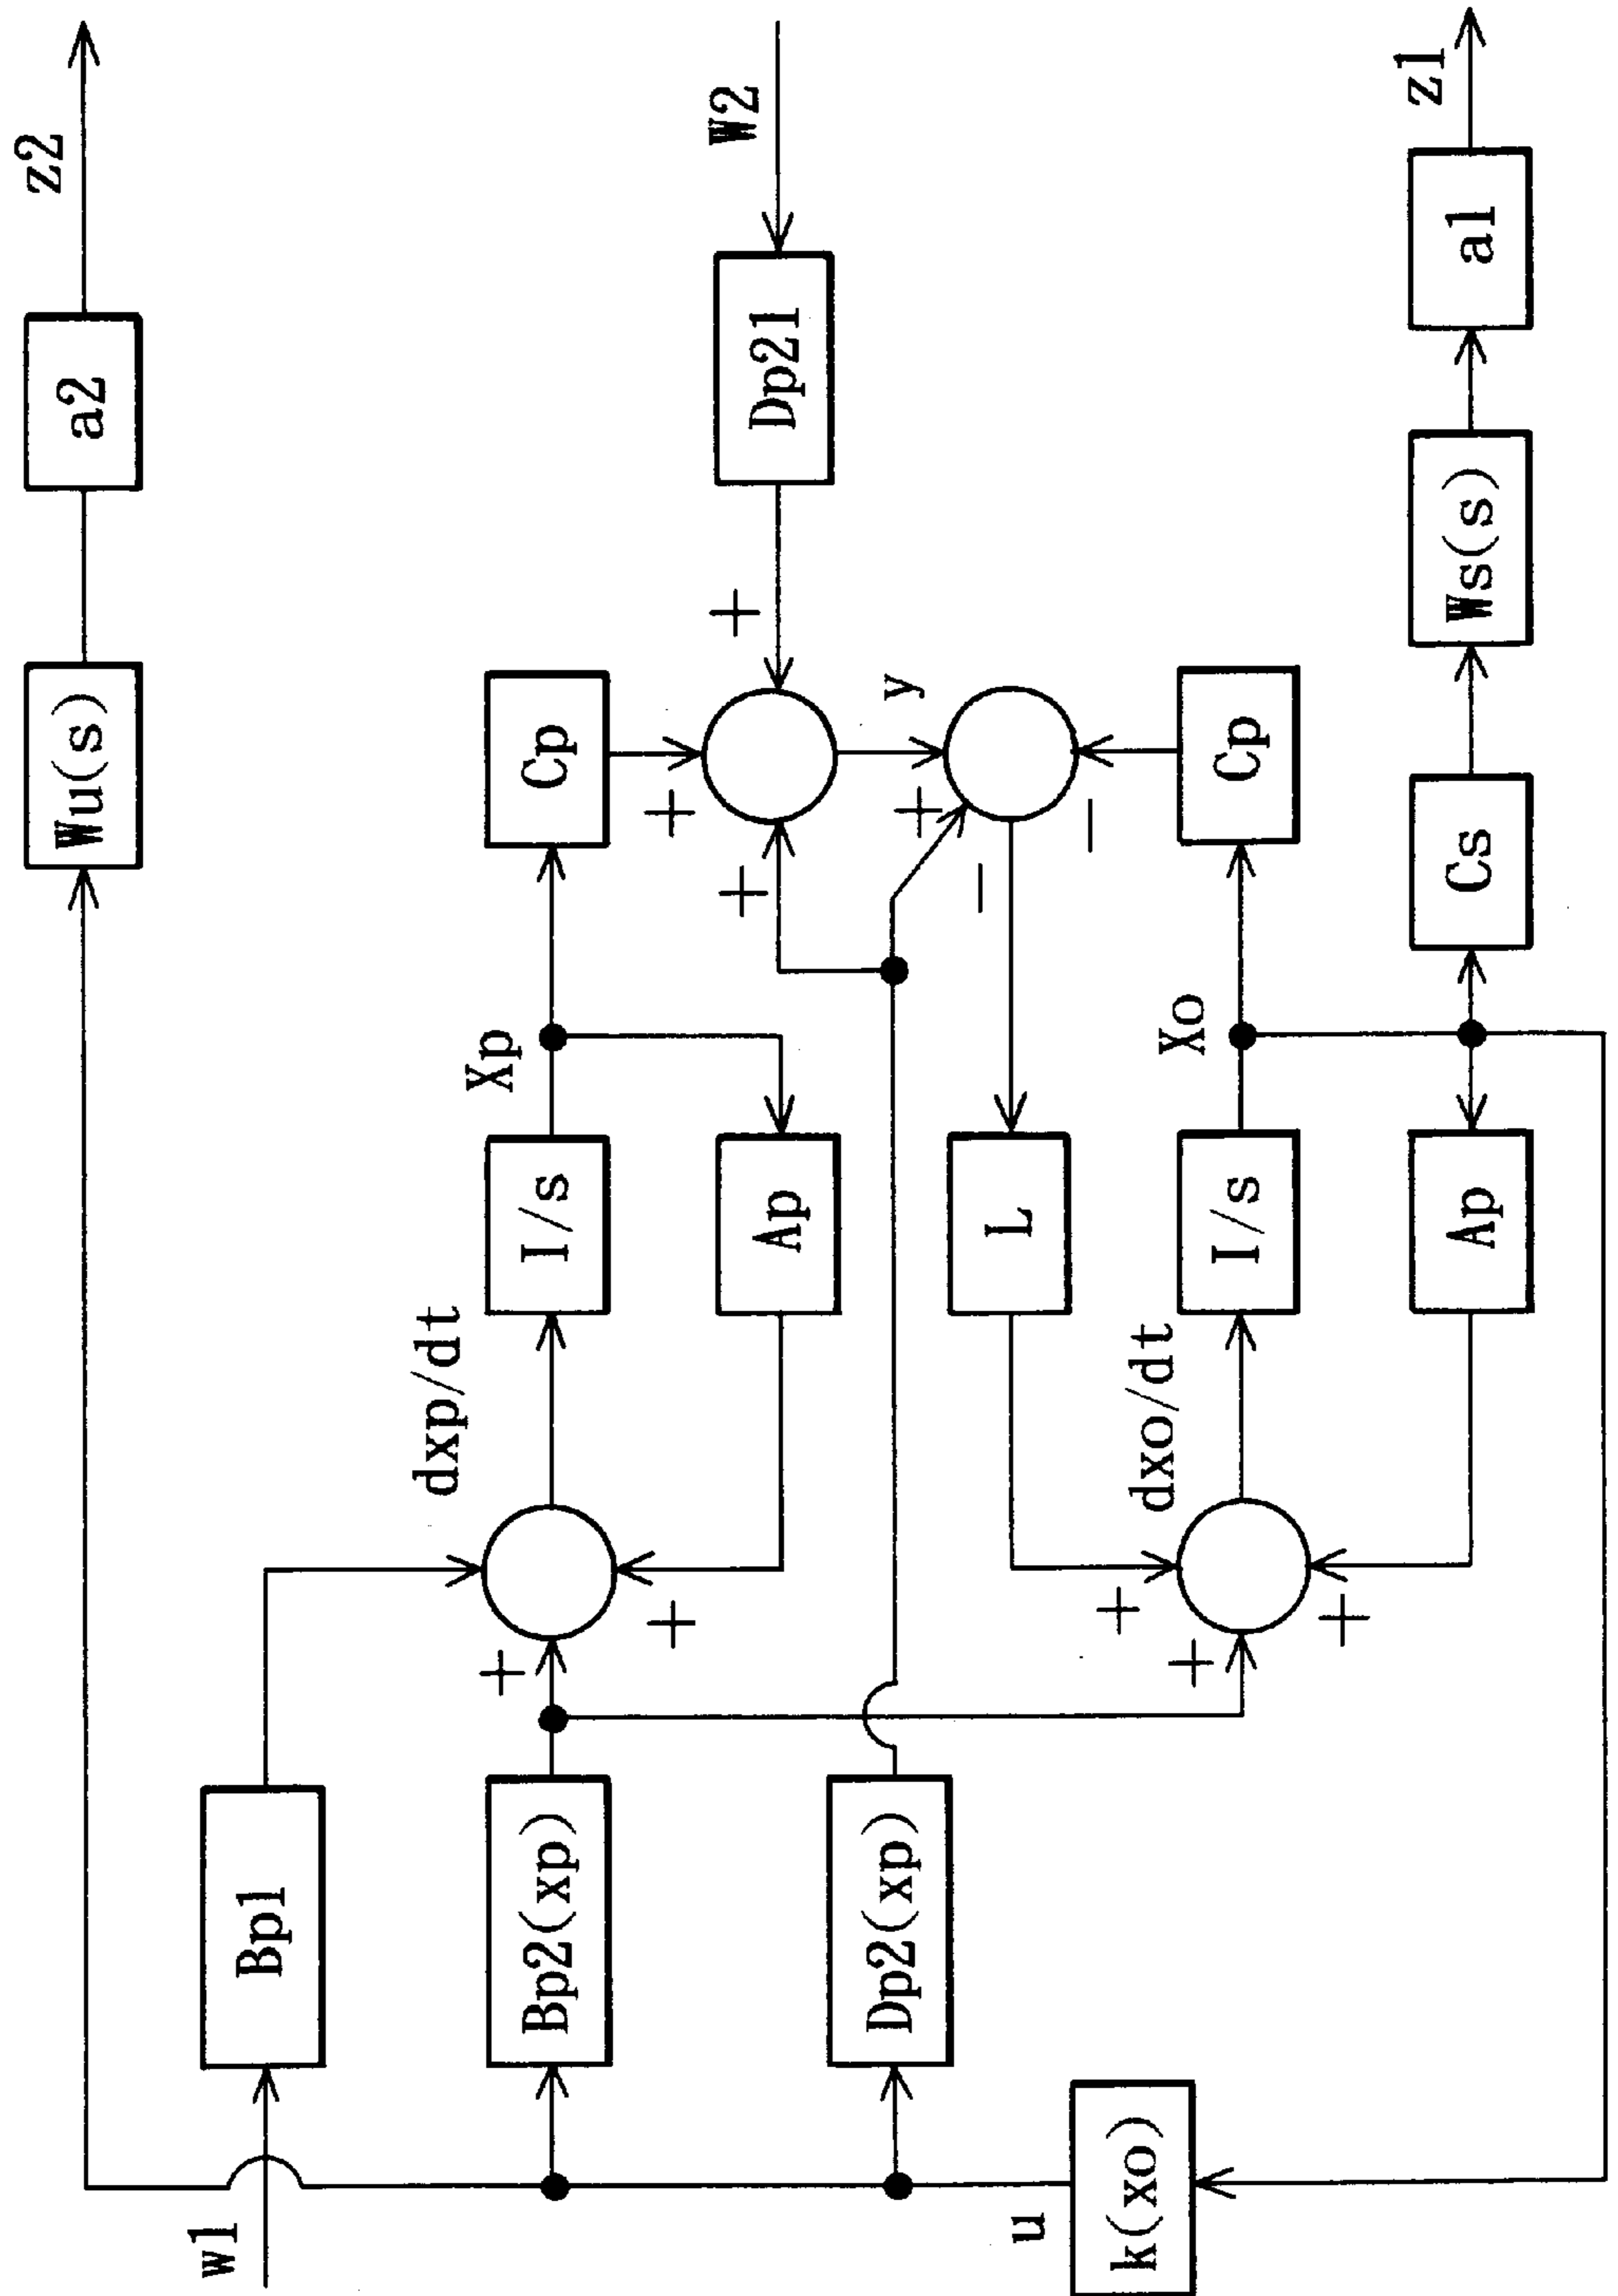 z2
a2
Wu(s)
w1
Bp1
Bp2(xp)
+
+
dxp/dt
I/s
Ap
Xp
Cp
+
+
+
Dp21
W2
Dp2(xp)
y
+
−
−
L
Cp
u
k(xo)
+
+
+
dxo/dt
I/s
Ap
Xo
Cs
Ws(s)
a1
z1